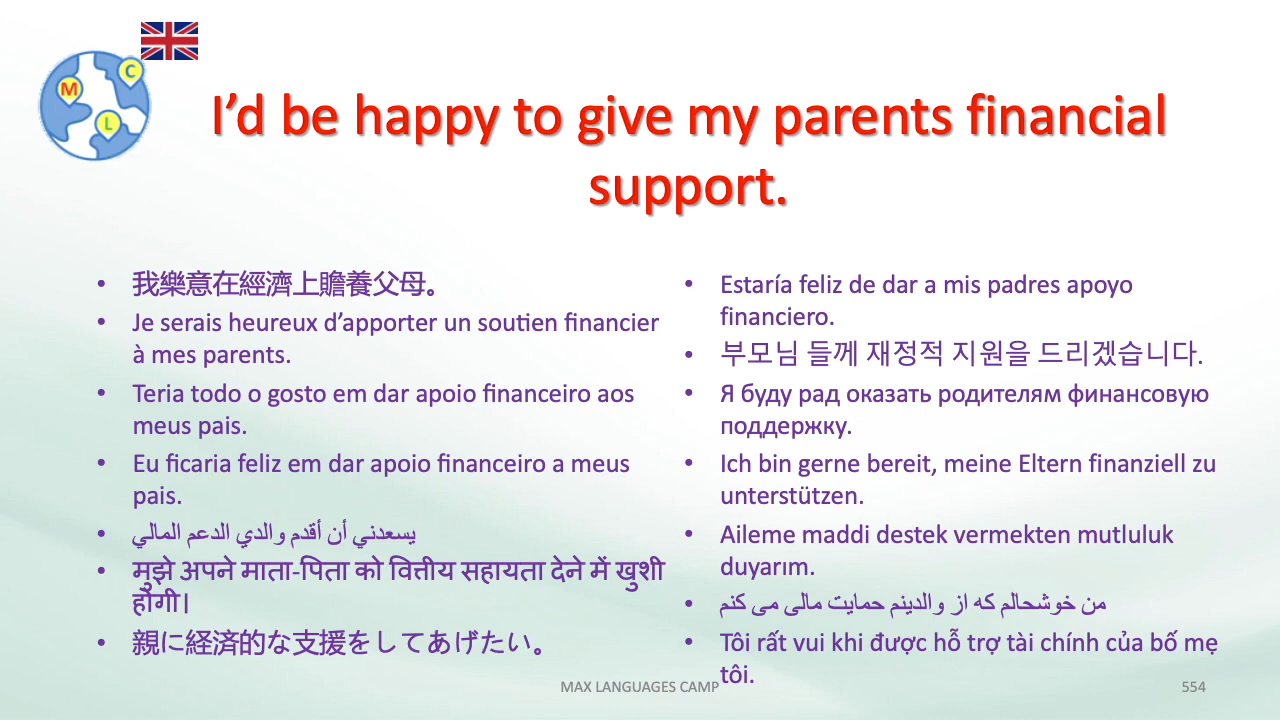 M
C
L
I’d be happy to give my parents financial
support.
• 我樂意在經濟上贍養父母。
• Je serais heureux d’apporter un soutien financier
à mes parents.
• Teria todo o gosto em dar apoio financeiro aos
meus pais.
• Eu ficaria feliz em dar apoio financeiro a meus
pais.
• يسعدني أن أقدم والدي الدعم المالي
• मुझे अपने माता-पिता को वित्तीय सहायता देने में खुशी
होगी।
• 親に経済的な支援をしてあげたい。
• Estaría feliz de dar a mis padres apoyo
financiero.
• 부모님 들께 재정적 지원을 드리겠습니다.
• Я буду рад оказать родителям финансовую
поддержку.
• Ich bin gerne bereit, meine Eltern finanziell zu
unterstützen.
• Aileme maddi destek vermekten mutluluk
duyarım.
• من خوشحالم که از والدینم حمایت مالی می کنم
• Tôi rất vui khi được hỗ trợ tài chính của bố mẹ
tôi.
MAX LANGUAGES CAMP
554